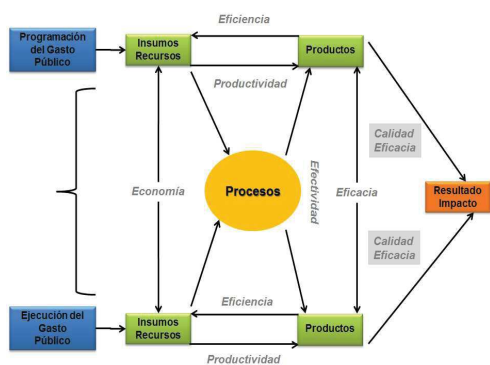 Eficiencia
Programación
del Gasto
Público
Insumos
Recursos
Productos
Productividad
Calidad
Eficacia
Economía
Procesos
Efectividad
Eficacia
Resultado
Impacto
Calidad
Eficacia
Eficiencia
Ejecución del
Gasto
Público
Insumos
Recursos
Productos
Productividad